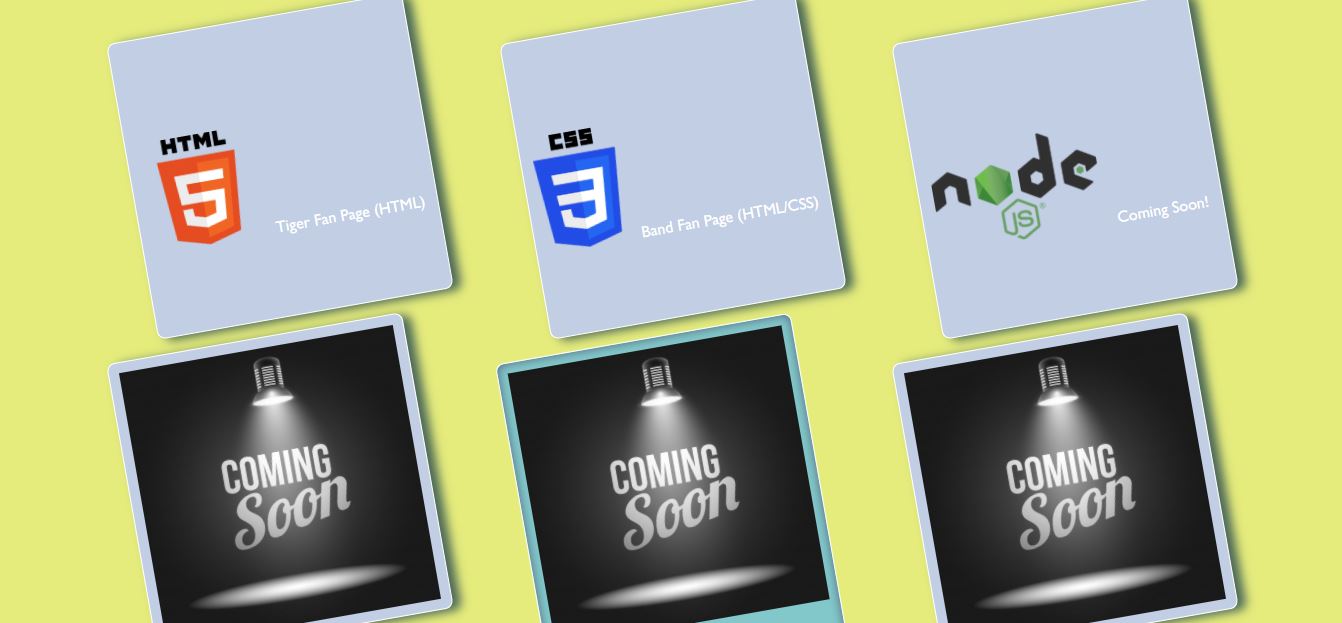 HTML
5
Tiger Fan Page (HTML)
CSS
3
Band Fan Page (HTML/CSS)
node
JS
®
Coming Soon!
COMING
Soon
COMING
Soon
COMING
Soon